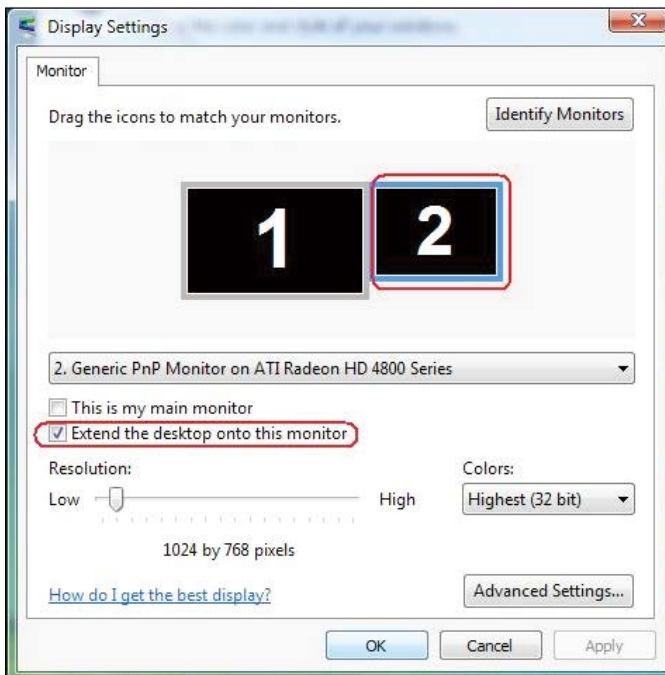 Display Settings
Monitor
Drag the icons to match your monitors.
Identify Monitors
1
2
2. Generic PnP Monitor on ATI Radeon HD 4800 Series
This is my main monitor
Extend the desktop onto this monitor
Resolution:
Colors:
Low
High
Highest (32 bit)
1024 by 768 pixels
How do I get the best display?
Advanced Settings...
OK
Cancel
Apply